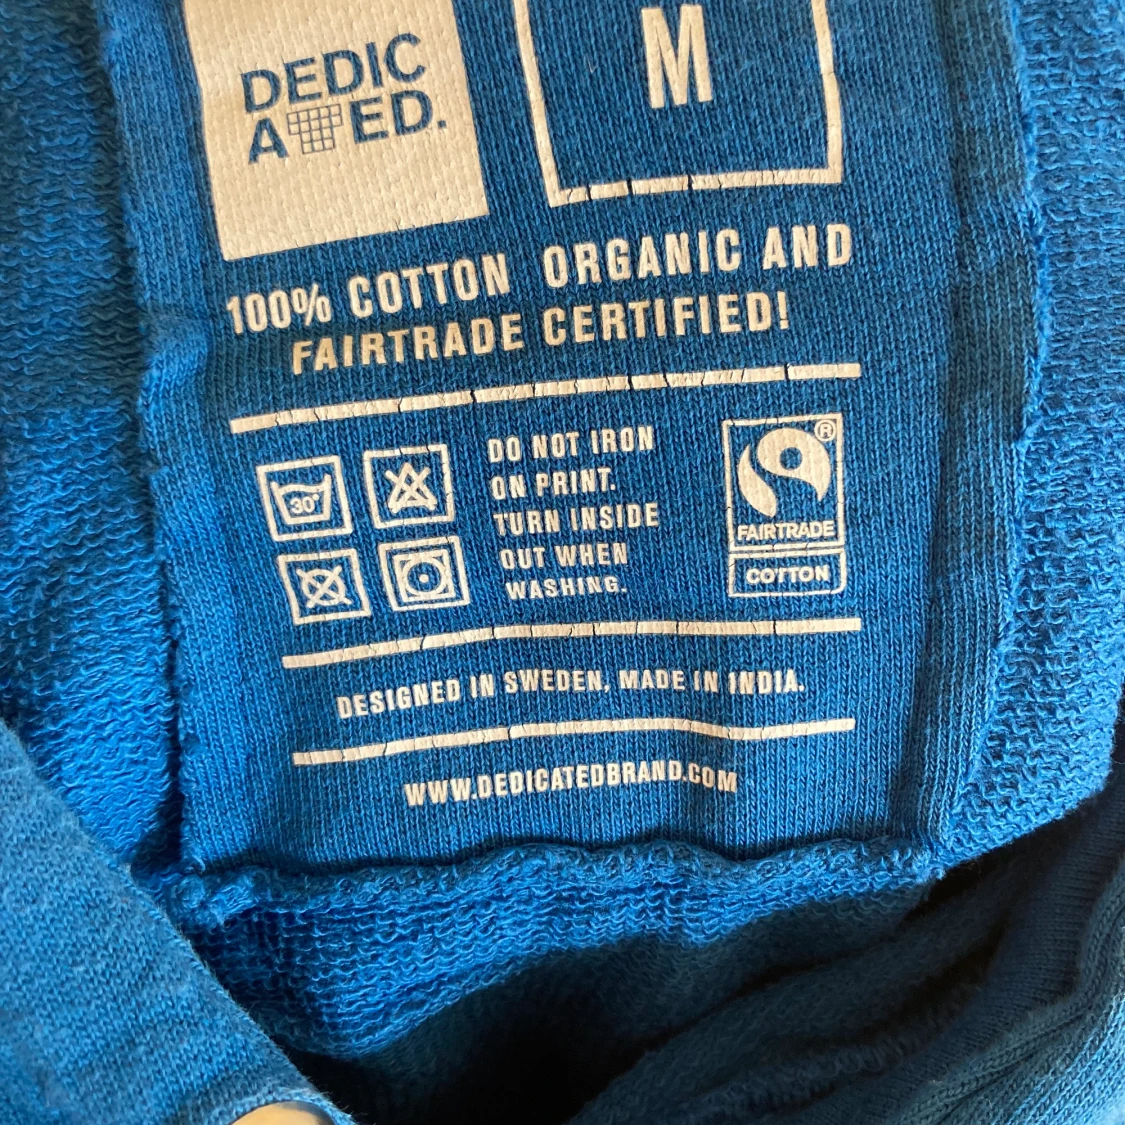 DEDIC
A ED.
M
100% COTTON ORGANIC AND
FAIRTRADE CERTIFIED!
30°
DO NOT IRON
ON PRINT.
TURN INSIDE
OUT WHEN
WASHING.
®
FAIRTRADE
COTTON
DESIGNED IN SWEDEN, MADE IN INDIA.
WWW.DEDICATEDBRAND.COM